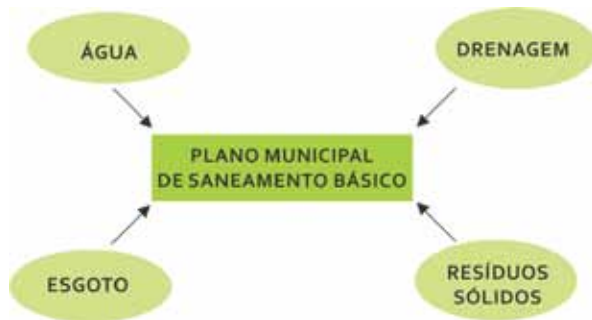 ÁGUA
DRENAGEM
PLANO MUNICIPAL
DE SANEAMENTO BÁSICO
ESGOTO
RESÍDUOS
SÓLIDOS